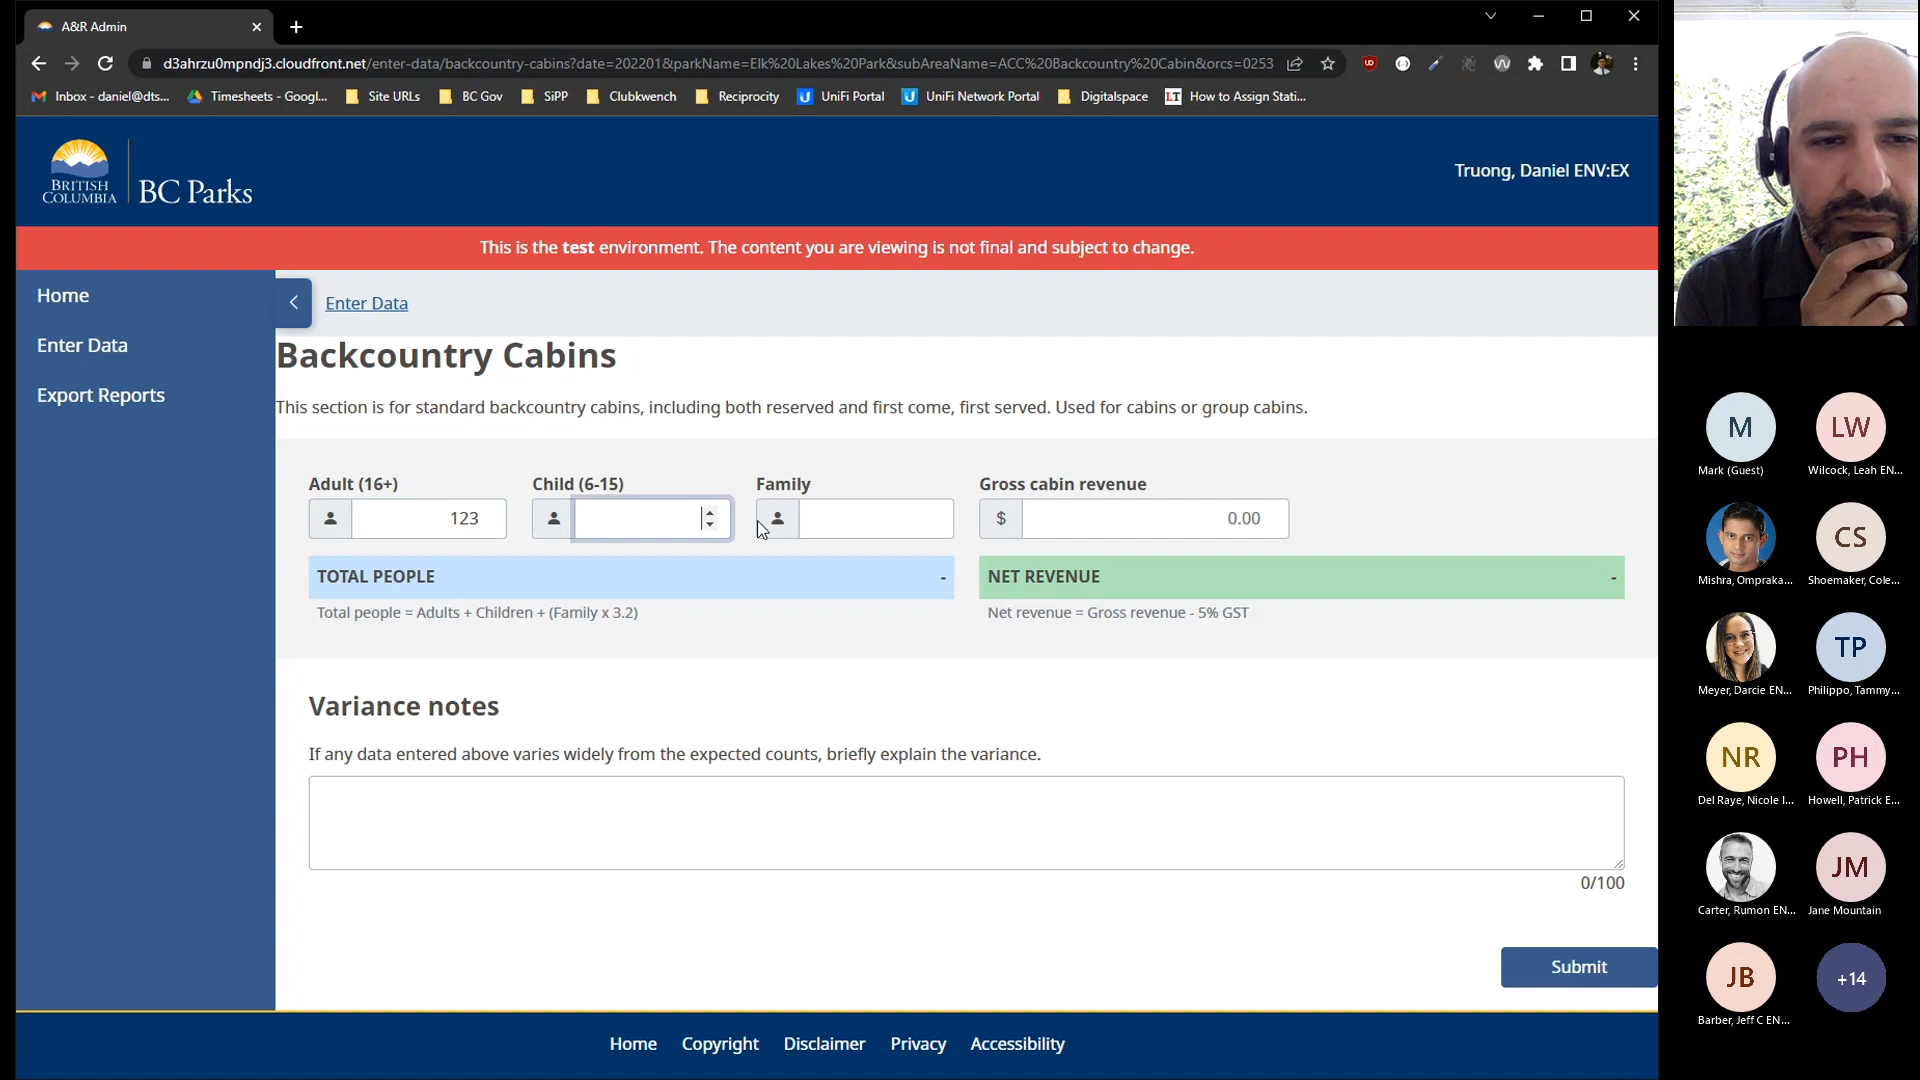 A&R Admin
d3ahrzu0mpndj3.cloudfront.net/enter-data/backcountry-cabins?date=202201&parkName=Elk%20Lakes%20Park&subAreaName=ACC%20Backcountry%20Cabin&orcs=0253
Inbox - daniel@dts...
Timesheets - Googl...
Site URLs
BC Gov
SiPP
Clubkwench
Reciprocity
UniFi Portal
UniFi Network Portal
Digitalspace
LT
How to Assign Stati...
BRITISH
COLUMBIA
BC Parks
Truong, Daniel ENV:EX
This is the test environment. The content you are viewing is not final and subject to change.
Home
Enter Data
Export Reports
Enter Data
Backcountry Cabins
This section is for standard backcountry cabins, including both reserved and first come, first served. Used for cabins or group cabins.
Adult (16+)
Child (6-15)
Family
Gross cabin revenue
123
$
0.00
TOTAL PEOPLE -
NET REVENUE -
Total people = Adults + Children + (Family x 3.2)
Net revenue = Gross revenue - 5% GST
Variance notes
If any data entered above varies widely from the expected counts, briefly explain the variance.
0/100
Submit
Home
Copyright
Disclaimer
Privacy
Accessibility
M
LW
Mark (Guest)
Wilcock, Leah EN...
CS
Mishra, Ompraka...
Shoemaker, Cole...
TP
Meyer, Darcie EN...
Philippo, Tammy...
NR
PH
Del Raye, Nicole I...
Howell, Patrick E...
JM
Carter, Rumon EN...
Jane Mountain
JB
+14
Barber, Jeff C EN...